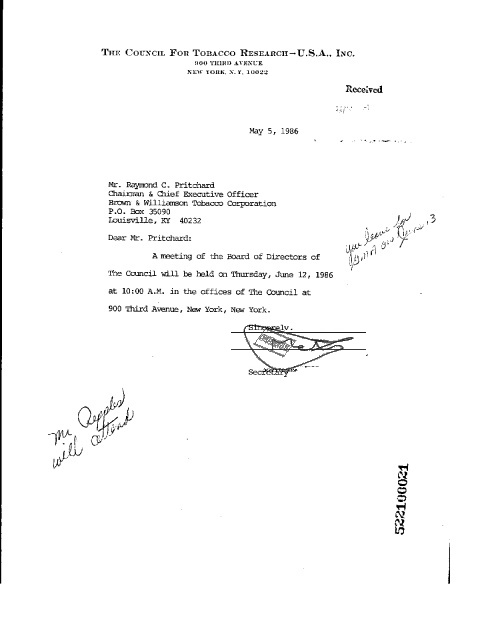 THE COUNCIL FOR TOBACCO RESEARCH—U.S.A., INC.
900 THIRD AVENUE
NEW YORK, N.Y. 10022
Received
May 5, 1986
Mr. Raymond C. Pritchard
Chairman & Chief Executive Officer
Brown & Williamson Tobacco Corporation
P.O. Box 35090
Louisville, KY 40232
you leave for
on June 13
Dear Mr. Pritchard:
A meeting of the Board of Directors of
The Council will be held on Thursday, June 12, 1986
at 10:00 A.M. in the offices of The Council at
900 Third Avenue, New York, New York.
Sincerely,
Secretary
Mr Pepples
will attend
522100021